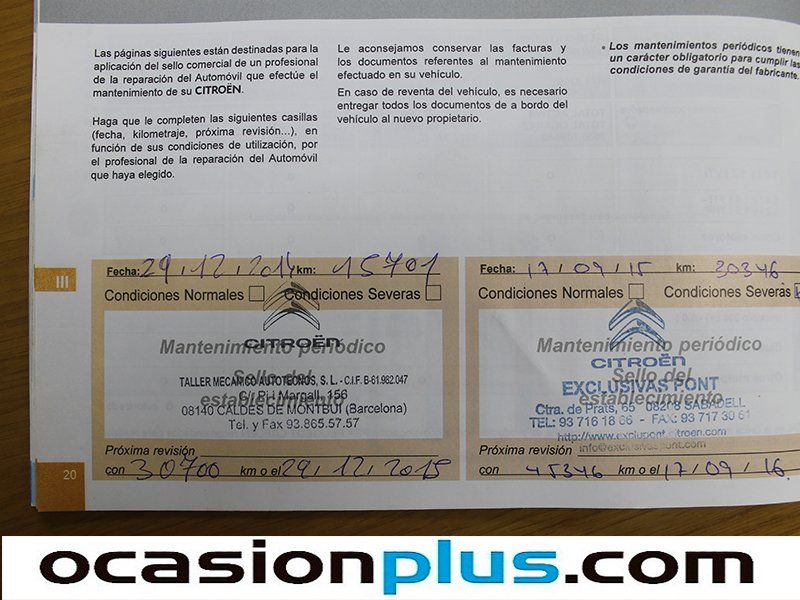 Las páginas siguientes están destinadas para la
aplicación del sello comercial de un profesional
de la reparación del Automóvil que efectúe el
mantenimiento de su CITROËN.
Haga que le completen las siguientes casillas
(fecha, kilometraje, próxima revisión...), en
función de sus condiciones de utilización, por
el profesional de la reparación del Automóvil
que haya elegido.
Le aconsejamos conservar las facturas y
los documentos referentes al mantenimiento
efectuado en su vehículo.
En caso de reventa del vehículo, es necesario
entregar todos los documentos de a bordo del
vehículo al nuevo propietario.
• Los mantenimientos periódicos tienen
un carácter obligatorio para cumplir las
condiciones de garantía del fabricante.
III
Fecha: 29/12/2014 km: 15701
Condiciones Normales Condiciones Severas
CITROËN
Mantenimiento periódico
Sello del
establecimiento
TALLER MECANICO AUTOTECNOS, S.L. - C.I.F. B-61.962.047
C/ Pi i Margall, 156
08140 CALDES DE MONTBUI (Barcelona)
Tel. y Fax 93.865.57.57
Próxima revisión
con 30700 km o el 29/12/2015
20
Fecha: 17/09/15 km: 30346
Condiciones Normales Condiciones Severas
CITROËN
Mantenimiento periódico
Sello del
establecimiento
EXCLUSIVAS PONT
Ctra. de Prats, 65 08208 SABADELL
TEL: 93 716 18 06 - FAX: 93 717 30 61
http://www.exclupont.citroen.com
info@exclusivaspont.com
Próxima revisión
con 45346 km o el 17/09/16.
ocasionplus.com